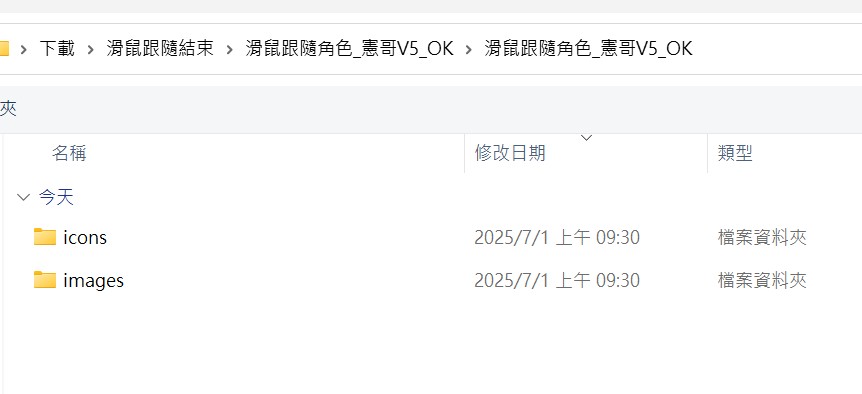 下載 > 滑鼠跟隨結束 > 滑鼠跟隨角色_憲哥V5_OK > 滑鼠跟隨角色_憲哥V5_OK
夾
名稱 修改日期 類型
今天
icons 2025/7/1 上午 09:30 檔案資料夾
images 2025/7/1 上午 09:30 檔案資料夾